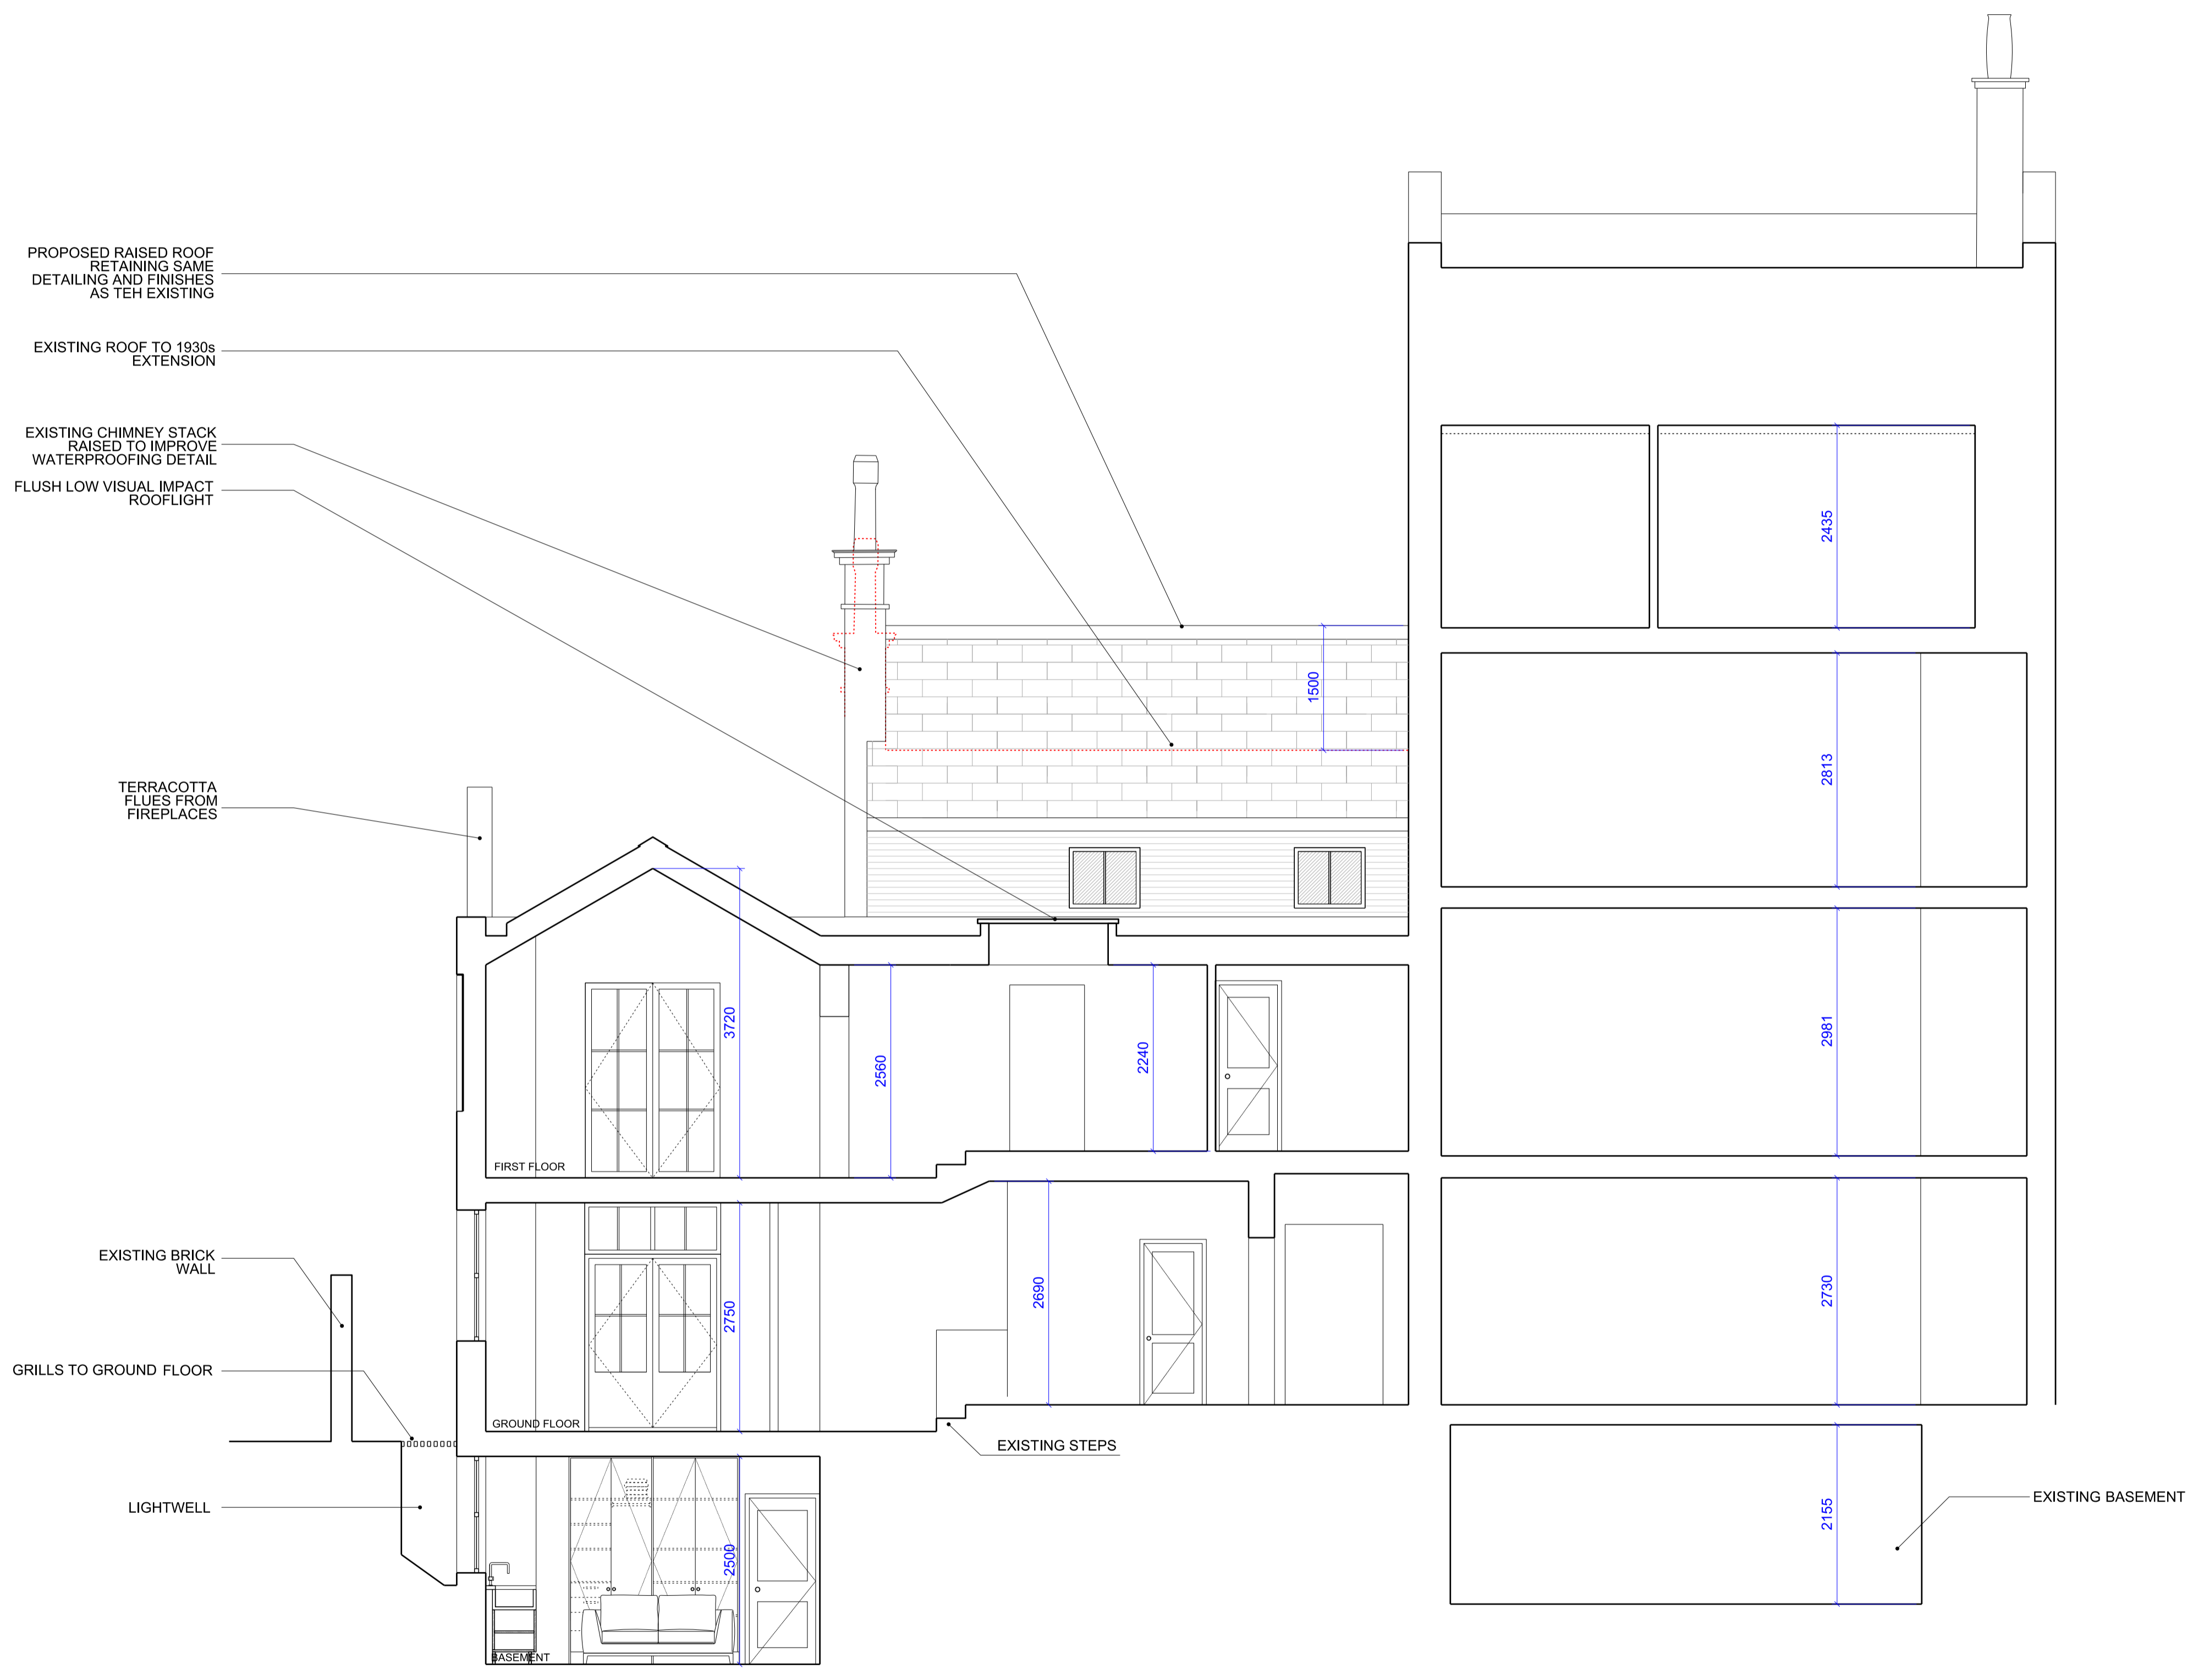 PROPOSED RAISED ROOF
RETAINING SAME
DETAILING AND FINISHES
AS TEH EXISTING
EXISTING ROOF TO 1930s
EXTENSION
EXISTING CHIMNEY STACK
RAISED TO IMPROVE
WATERPROOFING DETAIL
FLUSH LOW VISUAL IMPACT
ROOFLIGHT
TERRACOTTA
FLUES FROM
FIREPLACES
EXISTING BRICK
WALL
GRILLS TO GROUND FLOOR
LIGHTWELL
FIRST FLOOR
GROUND FLOOR
BASEMENT
3720
2560
2240
2750
2690
2500
1500
2435
2813
2981
2730
2155
EXISTING STEPS
EXISTING BASEMENT